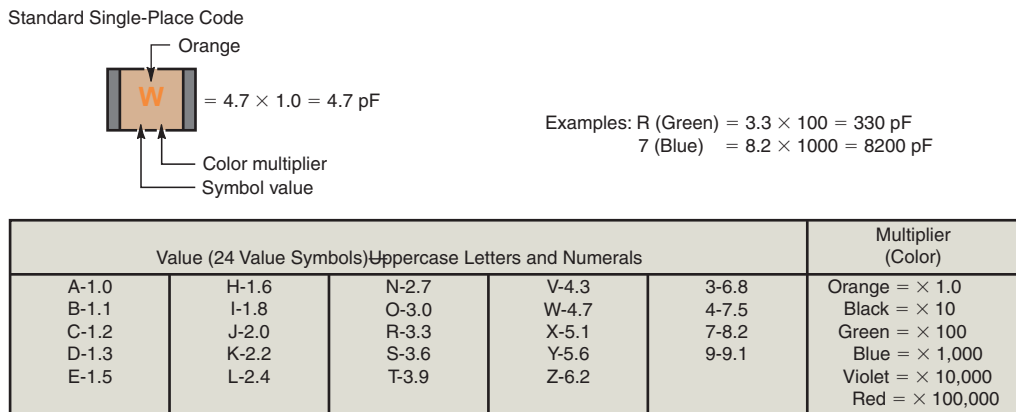 Standard Single-Place Code
Orange
W
= 4.7 × 1.0 = 4.7 pF
Examples: R (Green) = 3.3 × 100 = 330 pF
7 (Blue) = 8.2 × 1000 = 8200 pF
Color multiplier
Symbol value
Value (24 Value Symbols)—Uppercase Letters and Numerals
Multiplier
(Color)
A-1.0 H-1.6 N-2.7 V-4.3 3-6.8 Orange = × 1.0
B-1.1 I-1.8 O-3.0 W-4.7 4-7.5 Black = × 10
C-1.2 J-2.0 R-3.3 X-5.1 7-8.2 Green = × 100
D-1.3 K-2.2 S-3.6 Y-5.6 9-9.1 Blue = × 1,000
E-1.5 L-2.4 T-3.9 Z-6.2 Violet = × 10,000
Red = × 100,000